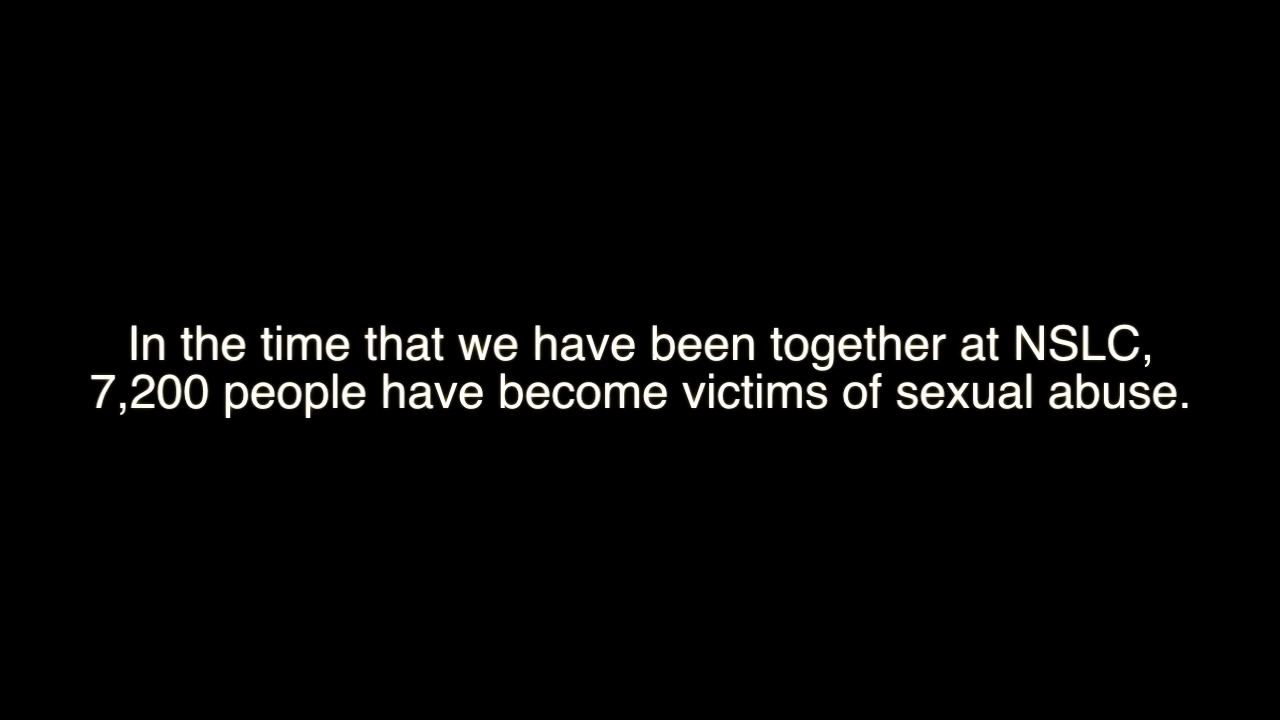 In the time that we have been together at NSLC,
7,200 people have become victims of sexual abuse.